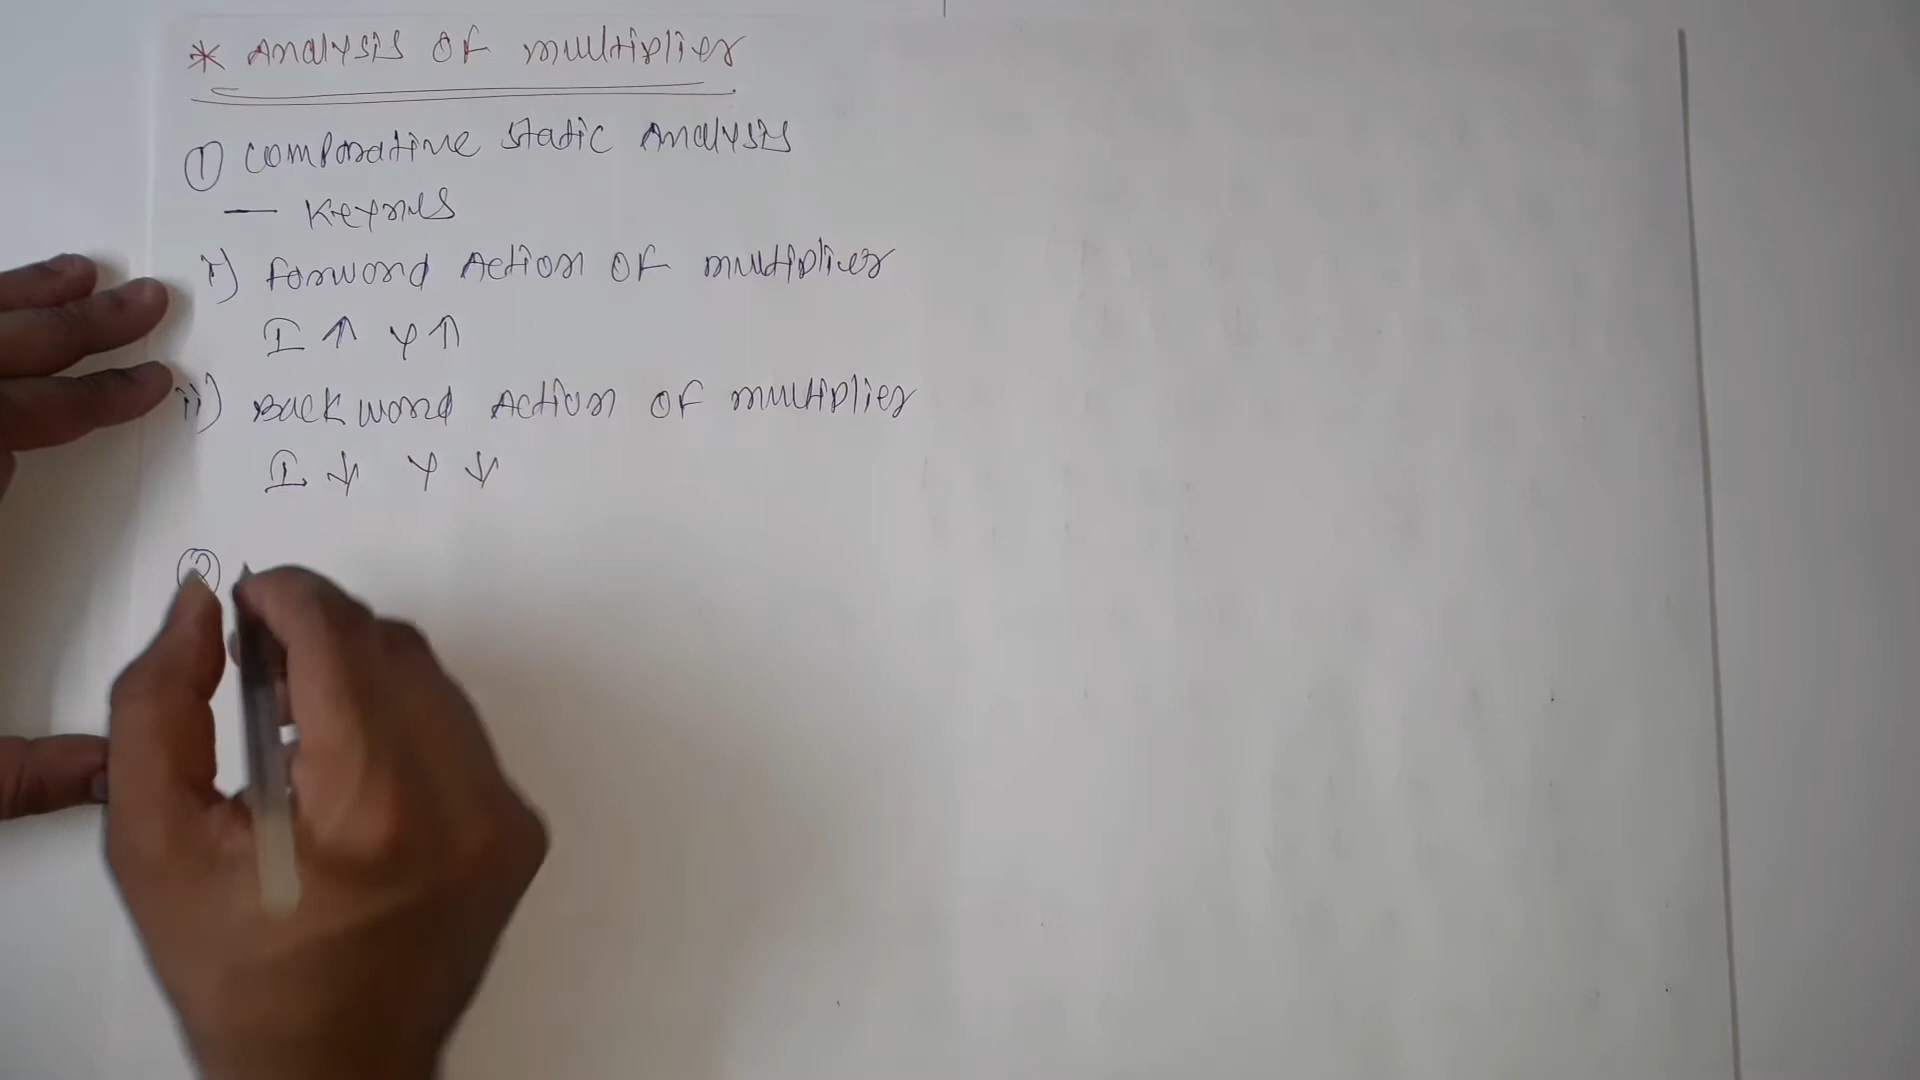 * Analysis of multiplier
① Comparative static Analysis
— Keynes
i) forword Action of multiplier
I ↑ Y ↑
ii) Backword Action of multiplier
I ↓ Y ↓
②